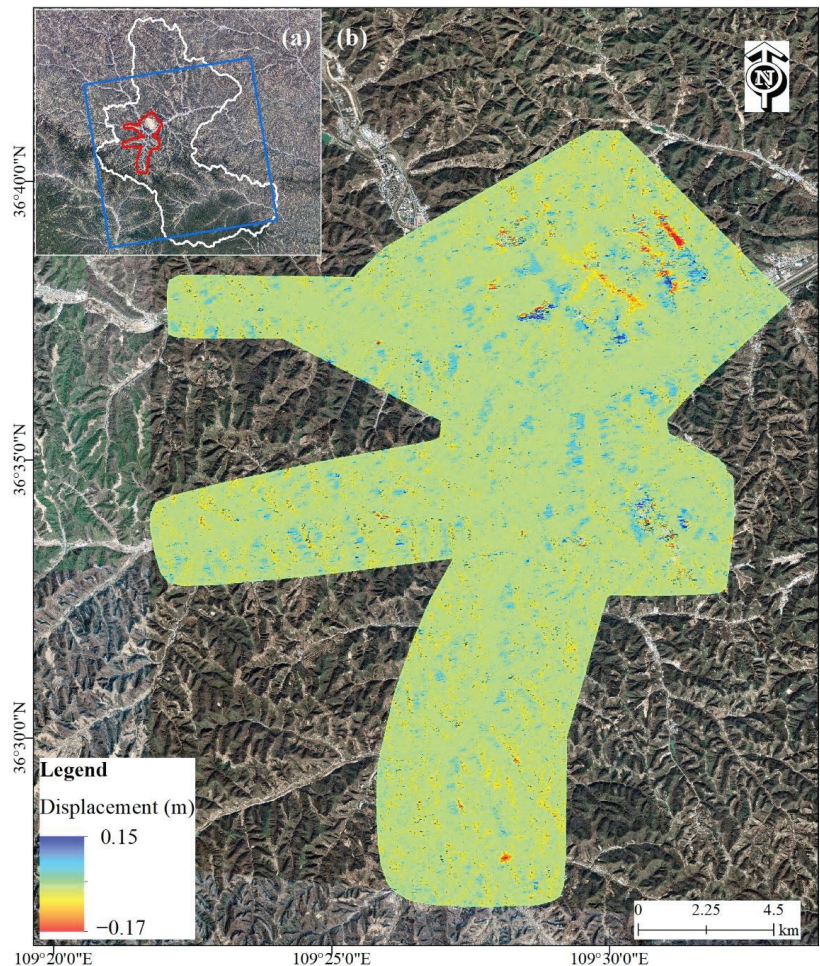 (a) (b)
N
36°40'0"N
36°35'0"N
36°30'0"N
Legend
Displacement (m)
0.15
−0.17
0 2.25 4.5
km
109°20'0"E 109°25'0"E 109°30'0"E